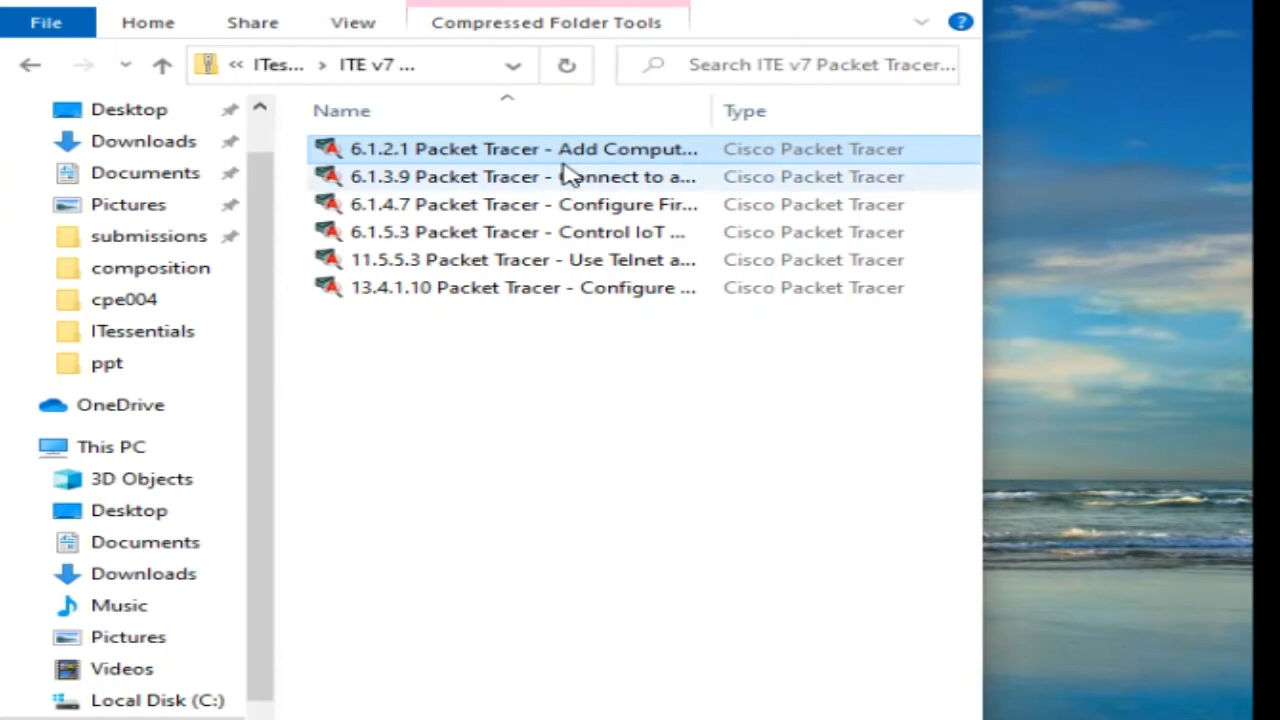 File Home Share View Compressed Folder Tools
« ITes... › ITE v7 ... Search ITE v7 Packet Tracer...
Name Type
Desktop
Downloads
Documents
Pictures
submissions
composition
cpe004
ITessentials
ppt
OneDrive
This PC
3D Objects
Desktop
Documents
Downloads
Music
Pictures
Videos
Local Disk (C:)
6.1.2.1 Packet Tracer - Add Comput... Cisco Packet Tracer
6.1.3.9 Packet Tracer - Connect to a... Cisco Packet Tracer
6.1.4.7 Packet Tracer - Configure Fir... Cisco Packet Tracer
6.1.5.3 Packet Tracer - Control IoT ... Cisco Packet Tracer
11.5.5.3 Packet Tracer - Use Telnet a... Cisco Packet Tracer
13.4.1.10 Packet Tracer - Configure ... Cisco Packet Tracer